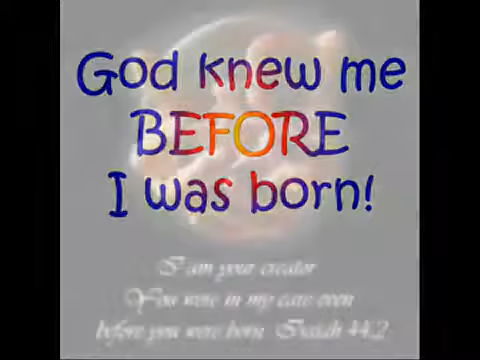 God knew me
BEFORE
I was born!
I am your creator
You were in my care even
before you were born. Isaiah 44:2